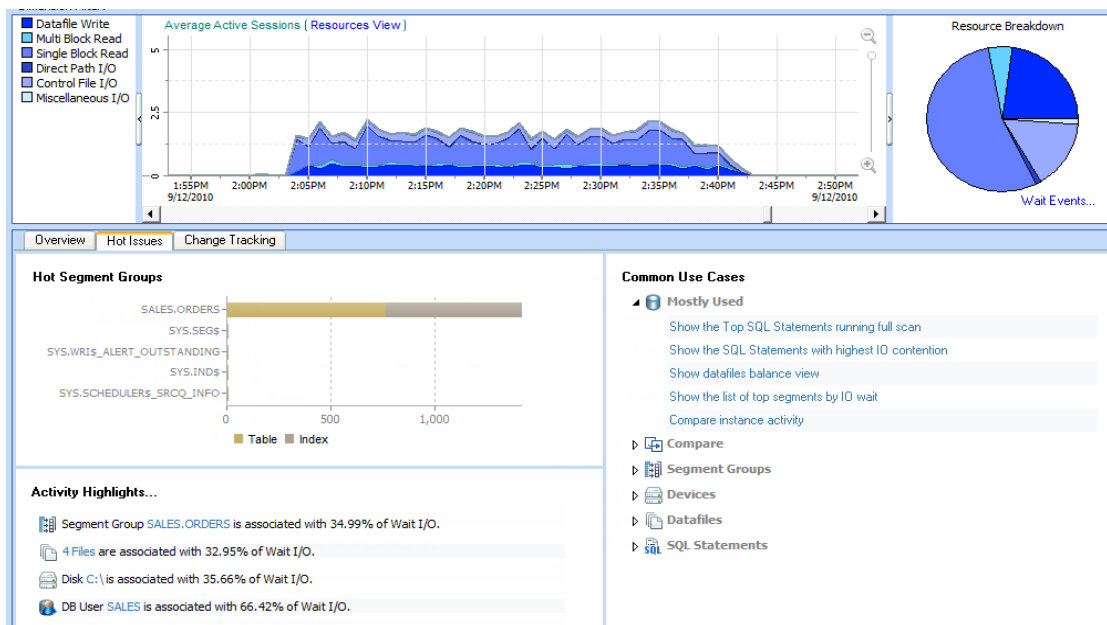 Datafile Write
Multi Block Read
Single Block Read
Direct Path I/O
Control File I/O
Miscellaneous I/O
Average Active Sessions ( Resources View )
5
2.5
0
1:55PM 2:00PM 2:05PM 2:10PM 2:15PM 2:20PM 2:25PM 2:30PM 2:35PM 2:40PM 2:45PM 2:50PM
9/12/2010 9/12/2010
Resource Breakdown
Wait Events...
Overview Hot Issues Change Tracking
Hot Segment Groups
SALES.ORDERS
SYS.SEG$
SYS.WRI$_ALERT_OUTSTANDING
SYS.IND$
SYS.SCHEDULER$_SRCQ_INFO
0 500 1,000
Table Index
Activity Highlights...
Segment Group SALES.ORDERS is associated with 34.99% of Wait I/O.
4 Files are associated with 32.95% of Wait I/O.
Disk C:\ is associated with 35.66% of Wait I/O.
DB User SALES is associated with 66.42% of Wait I/O.
Common Use Cases
Mostly Used
Show the Top SQL Statements running full scan
Show the SQL Statements with highest IO contention
Show datafiles balance view
Show the list of top segments by IO wait
Compare instance activity
Compare
Segment Groups
Devices
Datafiles
SQL SQL Statements